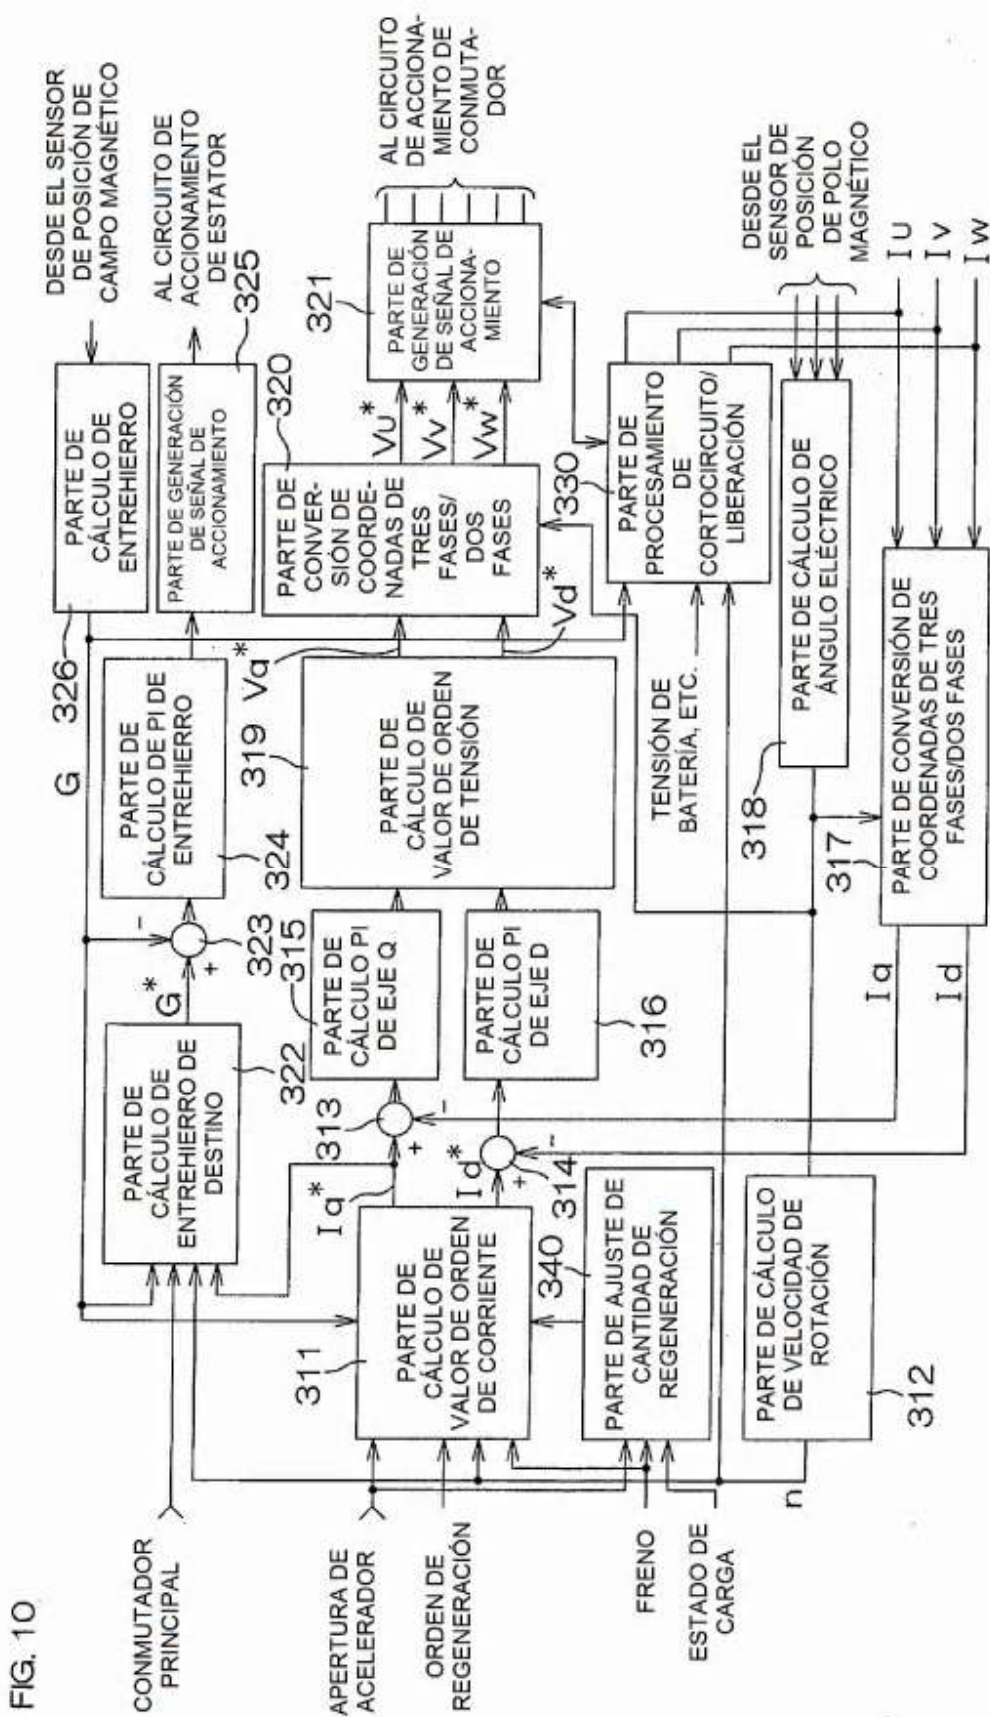 FIG. 10
CONMUTADOR
PRINCIPAL
APERTURA DE
ACELERADOR
ORDEN DE
REGENERACIÓN
FRENO
ESTADO DE
CARGA
n
PARTE DE
CÁLCULO DE
ENTREHIERRO DE
DESTINO
322
G*
+
-
323
PARTE DE
CÁLCULO DE PI DE
ENTREHIERRO
324
G
326
PARTE DE
CÁLCULO DE
ENTREHIERRO
DESDE EL SENSOR
DE POSICIÓN DE
CAMPO MAGNÉTICO
PARTE DE GENERACIÓN
DE SEÑAL DE
ACCIONAMIENTO
325
AL CIRCUITO DE
ACCIONAMIENTO
DE ESTATOR
311
PARTE DE
CÁLCULO DE
VALOR DE ORDEN
DE CORRIENTE
Iq*
Id*
313
+
-
314
+
-
315
PARTE DE
CÁLCULO PI
DE EJE Q
PARTE DE
CÁLCULO PI
DE EJE D
316
319
PARTE DE
CÁLCULO DE
VALOR DE ORDEN
DE TENSIÓN
Va*
Vd*
320
PARTE DE
CONVER-
SIÓN DE
COORDE-
NADAS DE
TRES
FASES/
DOS
FASES
Vu*
Vv*
Vw*
321
PARTE DE
GENERACIÓN
DE SEÑAL DE
ACCIONA-
MIENTO
AL CIRCUITO
DE ACCIONA-
MIENTO DE
CONMUTA-
DOR
340
PARTE DE AJUSTE DE
CANTIDAD DE
REGENERACIÓN
TENSIÓN DE
BATERÍA, ETC.
330
PARTE DE
PROCESAMIENTO
DE
CORTOCIRCUITO/
LIBERACIÓN
PARTE DE CÁLCULO
DE VELOCIDAD DE
ROTACIÓN
312
318
PARTE DE CÁLCULO DE
ÁNGULO ELÉCTRICO
DESDE EL
SENSOR DE
POSICIÓN
DE POLO
MAGNÉTICO
317
PARTE DE CONVERSIÓN DE
COORDENADAS DE TRES
FASES/DOS FASES
Iq
Id
Iu
Iv
Iw